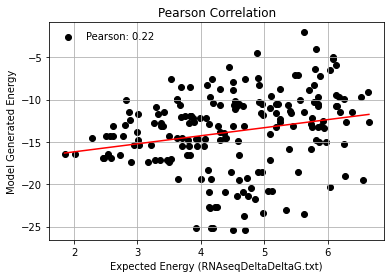 Pearson Correlation
Pearson: 0.22
Model Generated Energy
−5
−10
−15
−20
−25
2 3 4 5 6
Expected Energy (RNAseqDeltaDeltaG.txt)